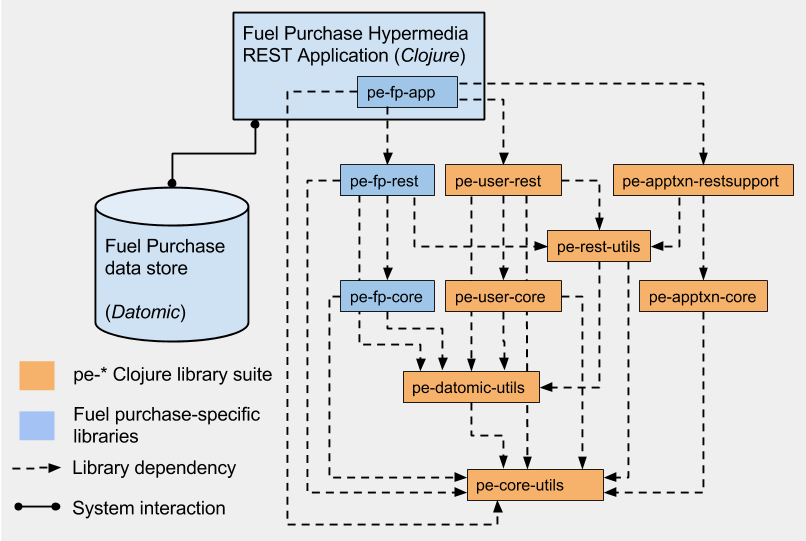 Fuel Purchase Hypermedia
REST Application (Clojure)
pe-fp-app
pe-fp-rest
pe-user-rest
pe-apptxn-restsupport
pe-rest-utils
Fuel Purchase
data store
(Datomic)
pe-fp-core
pe-user-core
pe-apptxn-core
pe-datomic-utils
pe-core-utils
pe-* Clojure library suite
Fuel purchase-specific
libraries
Library dependency
System interaction